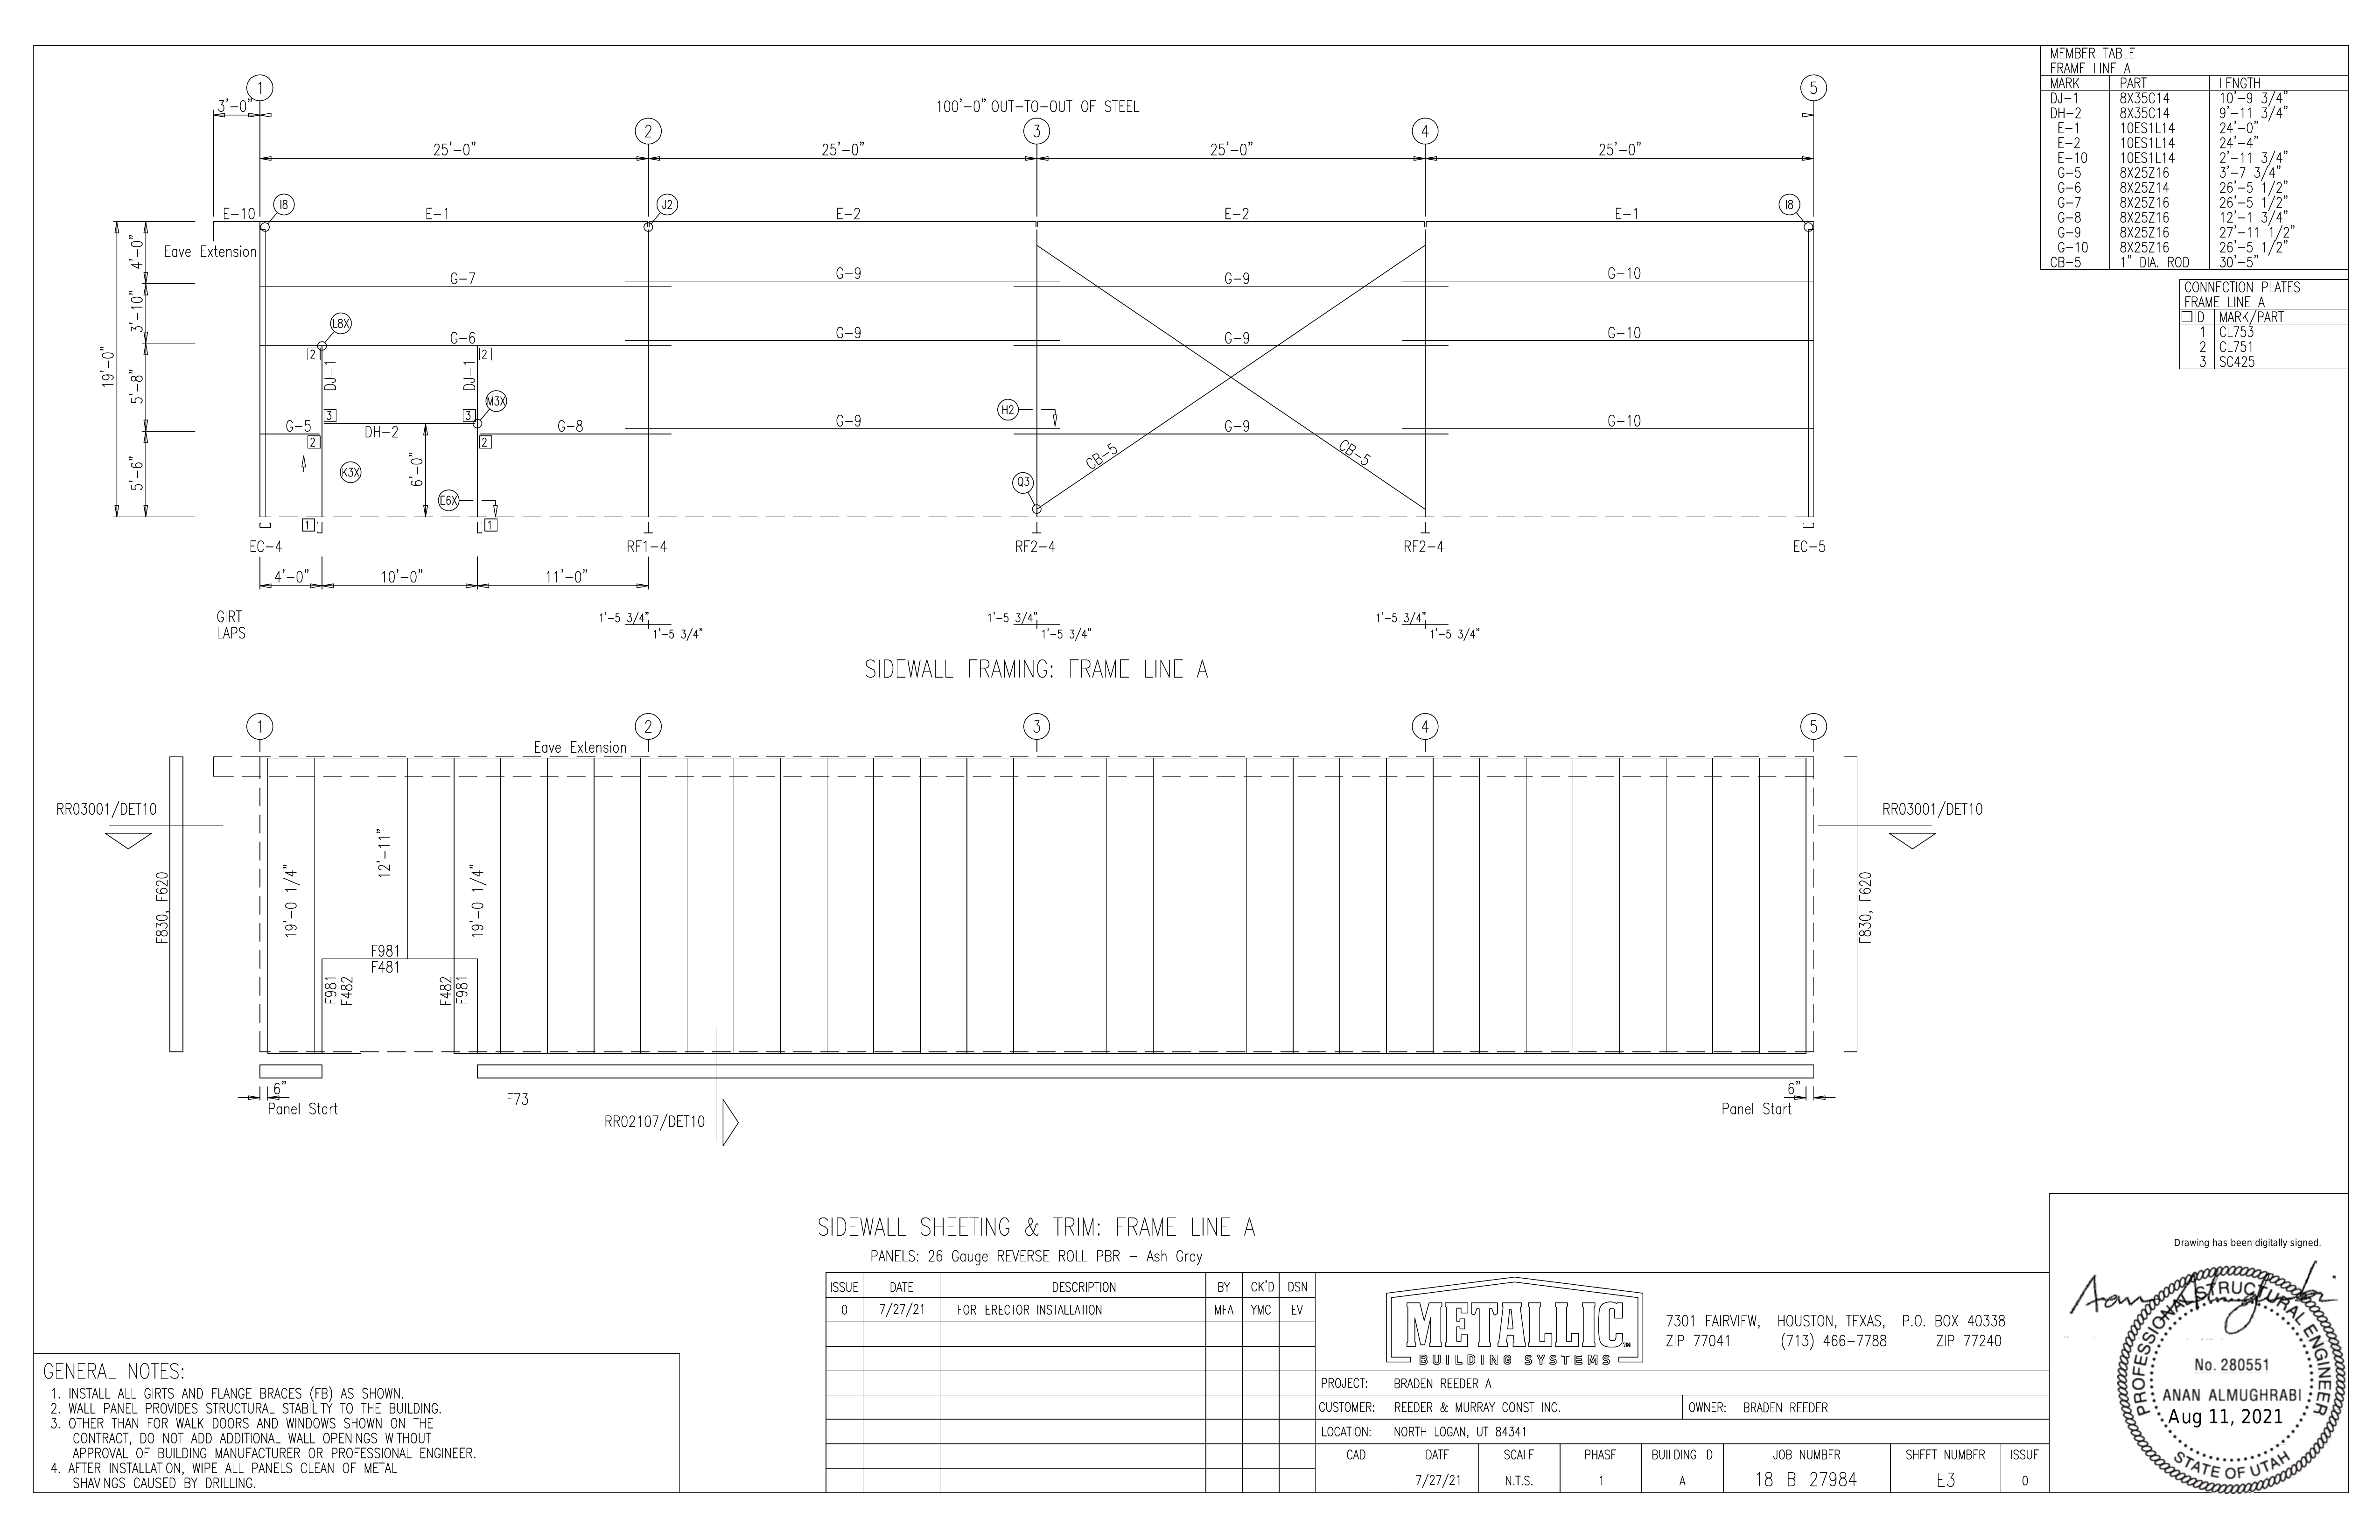 MEMBER TABLE
FRAME LINE A
MARK PART LENGTH
DJ-1 8X35C14 10'-9 3/4"
DH-2 8X35C14 9'-11 3/4"
E-1 10ES1L14 24'-0"
E-2 10ES1L14 24'-4"
E-10 10ES1L14 2'-11 3/4"
G-5 8X25Z16 3'-7 3/4"
G-6 8X25Z14 26'-5 1/2"
G-7 8X25Z16 26'-5 1/2"
G-8 8X25Z16 12'-1 3/4"
G-9 8X25Z16 27'-11 1/2"
G-10 8X25Z16 26'-5 1/2"
CB-5 1" DIA. ROD 30'-5"
CONNECTION PLATES
FRAME LINE A
ID MARK/PART
1 CL753
2 CL751
3 SC425
1 5
3'-0" 100'-0" OUT-TO-OUT OF STEEL
2 3 4
25'-0" 25'-0" 25'-0" 25'-0"
I8 J2 I8
E-10 E-1 E-2 E-2 E-1
Eave Extension
4'-0"
3'-10"
5'-8"
5'-6"
19'-0"
G-7 G-9 G-9 G-10
L8X
G-6 G-9 G-9 G-10
2 2
DJ-1 DJ-1
M3X
3 3
H2
G-5 DH-2 G-8 G-9 G-9 G-10
2 2
CB-5 CB-5
K3X 6'-0"
E6X Q3
1 1
EC-4 RF1-4 RF2-4 RF2-4 EC-5
4'-0" 10'-0" 11'-0"
GIRT
LAPS
1'-5 3/4" 1'-5 3/4" 1'-5 3/4"
1'-5 3/4" 1'-5 3/4" 1'-5 3/4"
SIDEWALL FRAMING: FRAME LINE A
1 2 3 4 5
Eave Extension
RR03001/DET10 RR03001/DET10
F830, F620
19'-0 1/4"
12'-11"
19'-0 1/4"
F830, F620
F981
F481
F981
F482
F482
F981
6" 6"
Panel Start Panel Start
F73
RR02107/DET10
SIDEWALL SHEETING & TRIM: FRAME LINE A
PANELS: 26 Gauge REVERSE ROLL PBR - Ash Gray
GENERAL NOTES:
1. INSTALL ALL GIRTS AND FLANGE BRACES (FB) AS SHOWN.
2. WALL PANEL PROVIDES STRUCTURAL STABILITY TO THE BUILDING.
3. OTHER THAN FOR WALK DOORS AND WINDOWS SHOWN ON THE
CONTRACT, DO NOT ADD ADDITIONAL WALL OPENINGS WITHOUT
APPROVAL OF BUILDING MANUFACTURER OR PROFESSIONAL ENGINEER.
4. AFTER INSTALLATION, WIPE ALL PANELS CLEAN OF METAL
SHAVINGS CAUSED BY DRILLING.
ISSUE DATE DESCRIPTION BY CK'D DSN
0 7/27/21 FOR ERECTOR INSTALLATION MFA YMC EV
METALLIC TM
BUILDING SYSTEMS
7301 FAIRVIEW, HOUSTON, TEXAS, P.O. BOX 40338
ZIP 77041 (713) 466-7788 ZIP 77240
PROJECT: BRADEN REEDER A
CUSTOMER: REEDER & MURRAY CONST INC. OWNER: BRADEN REEDER
LOCATION: NORTH LOGAN, UT 84341
CAD DATE SCALE PHASE BUILDING ID JOB NUMBER SHEET NUMBER ISSUE
7/27/21 N.T.S. 1 A 18-B-27984 E3 0
Drawing has been digitally signed.
PROFESSIONAL STRUCTURAL ENGINEER
No. 280551
ANAN ALMUGHRABI
Aug 11, 2021
STATE OF UTAH